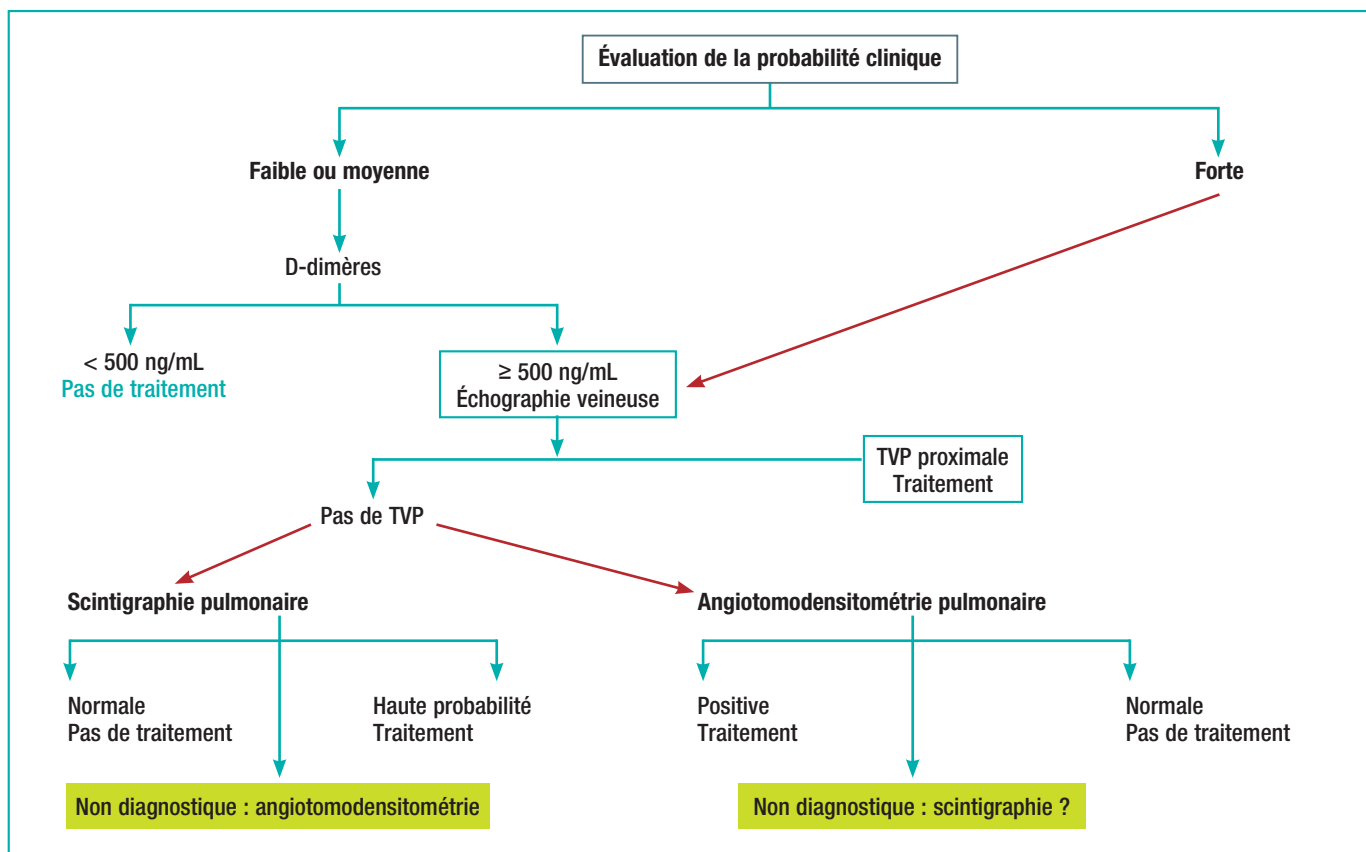 Évaluation de la probabilité clinique
Faible ou moyenne
Forte
D-dimères
< 500 ng/mL
Pas de traitement
≥ 500 ng/mL
Échographie veineuse
TVP proximale
Traitement
Pas de TVP
Scintigraphie pulmonaire
Angiotomodensitométrie pulmonaire
Normale
Pas de traitement
Haute probabilité
Traitement
Positive
Traitement
Normale
Pas de traitement
Non diagnostique : angiotomodensitométrie
Non diagnostique : scintigraphie ?